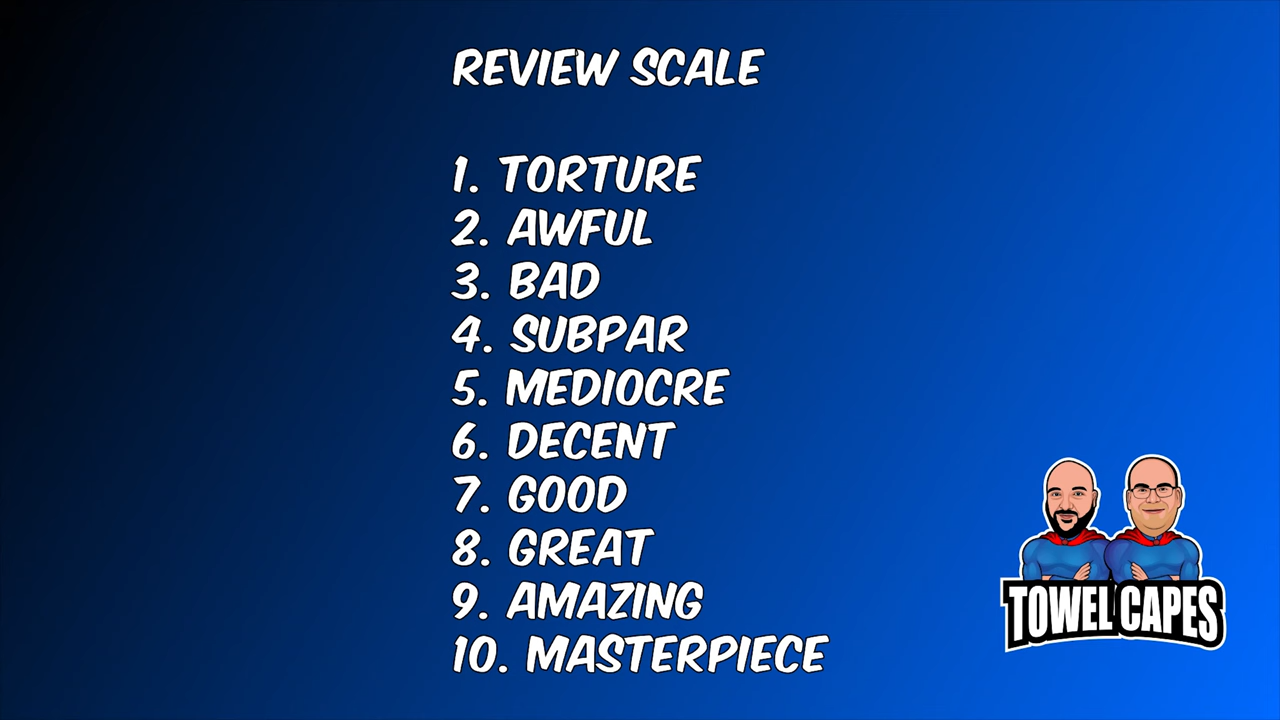 REVIEW SCALE
1. TORTURE
2. AWFUL
3. BAD
4. SUBPAR
5. MEDIOCRE
6. DECENT
7. GOOD
8. GREAT
9. AMAZING
10. MASTERPIECE
TOWEL CAPES